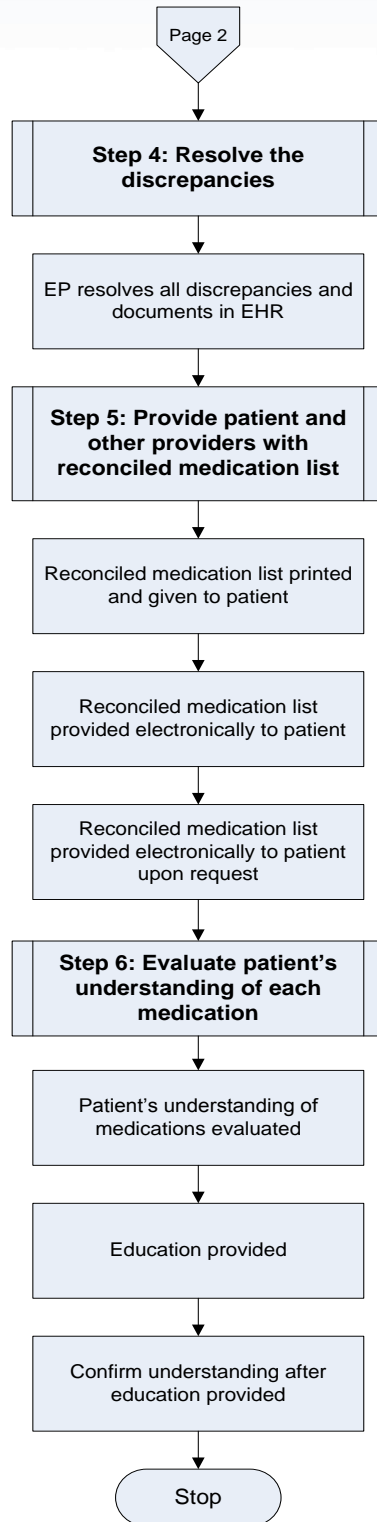 Page 2
Step 4: Resolve the
discrepancies
EP resolves all discrepancies and
documents in EHR
Step 5: Provide patient and
other providers with
reconciled medication list
Reconciled medication list printed
and given to patient
Reconciled medication list
provided electronically to patient
Reconciled medication list
provided electronically to patient
upon request
Step 6: Evaluate patient’s
understanding of each
medication
Patient’s understanding of
medications evaluated
Education provided
Confirm understanding after
education provided
Stop